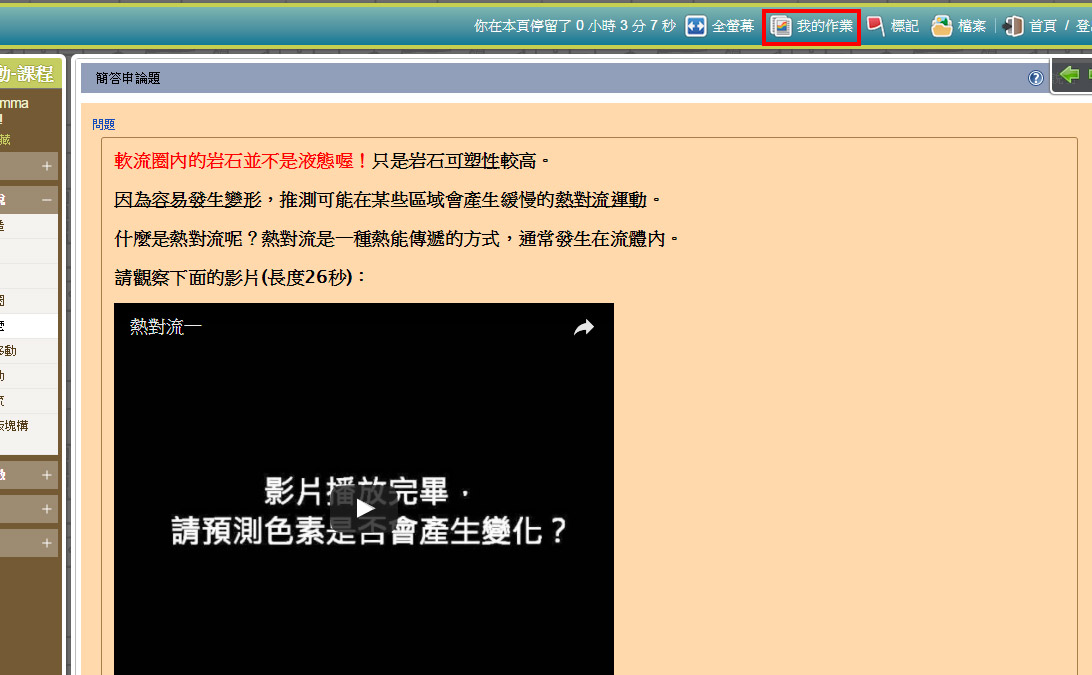 你在本頁停留了 0 小時 3 分 7 秒 全螢幕 我的作業 標記 檔案 首頁 / 登
動-課程
mma
!
藏
簡答申論題
問題
軟流圈內的岩石並不是液態喔！只是岩石可塑性較高。
因為容易發生變形，推測可能在某些區域會產生緩慢的熱對流運動。
什麼是熱對流呢？熱對流是一種熱能傳遞的方式，通常發生在流體內。
請觀察下面的影片(長度26秒)：
熱對流一
影片播放完畢，
請預測色素是否會產生變化？
移動
板塊構